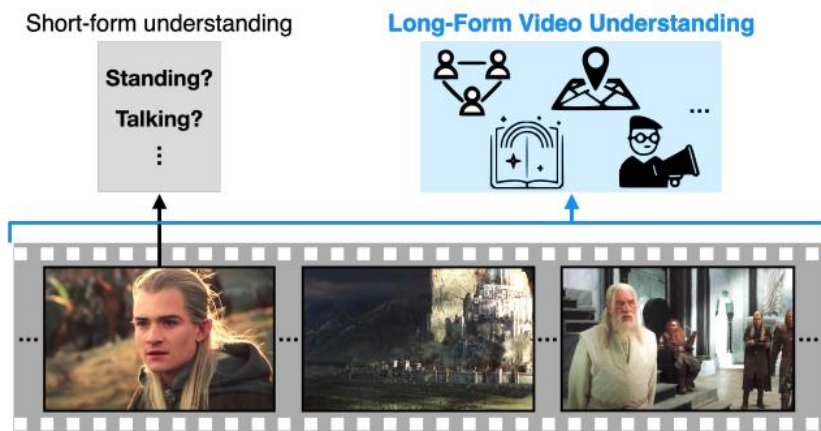 Short-form understanding
Long-Form Video Understanding
Standing?
Talking?
⋮
...
... ... ... ...